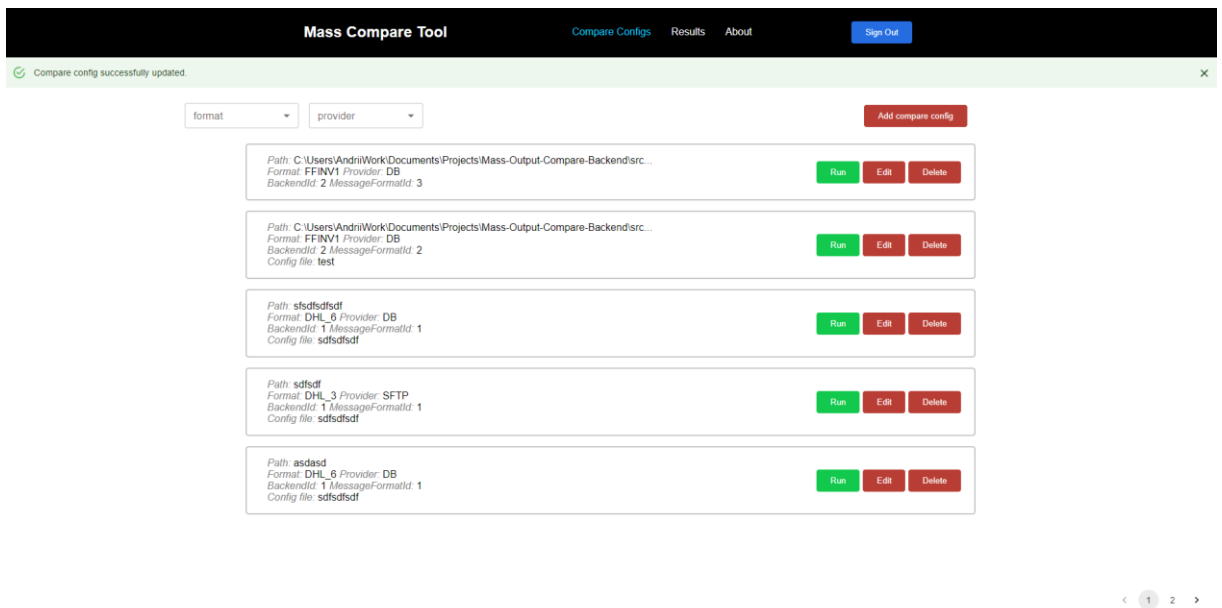 Mass Compare Tool Compare Configs Results About Sign Out
Compare config successfully updated.
format provider Add compare config
Path: C:\Users\AndriiWork\Documents\Projects\Mass-Output-Compare-Backend\src...
Format: FFINV1 Provider: DB
BackendId: 2 MessageFormatId: 3
Run Edit Delete
Path: C:\Users\AndriiWork\Documents\Projects\Mass-Output-Compare-Backend\src...
Format: FFINV1 Provider: DB
BackendId: 2 MessageFormatId: 2
Config file: test
Run Edit Delete
Path: sfsdfsdfsdf
Format: DHL_6 Provider: DB
BackendId: 1 MessageFormatId: 1
Config file: sdfsdfsdf
Run Edit Delete
Path: sdfsdf
Format: DHL_3 Provider: SFTP
BackendId: 1 MessageFormatId: 1
Config file: sdfsdfsdf
Run Edit Delete
Path: asdasd
Format: DHL_6 Provider: DB
BackendId: 1 MessageFormatId: 1
Config file: sdfsdfsdf
Run Edit Delete
1 2